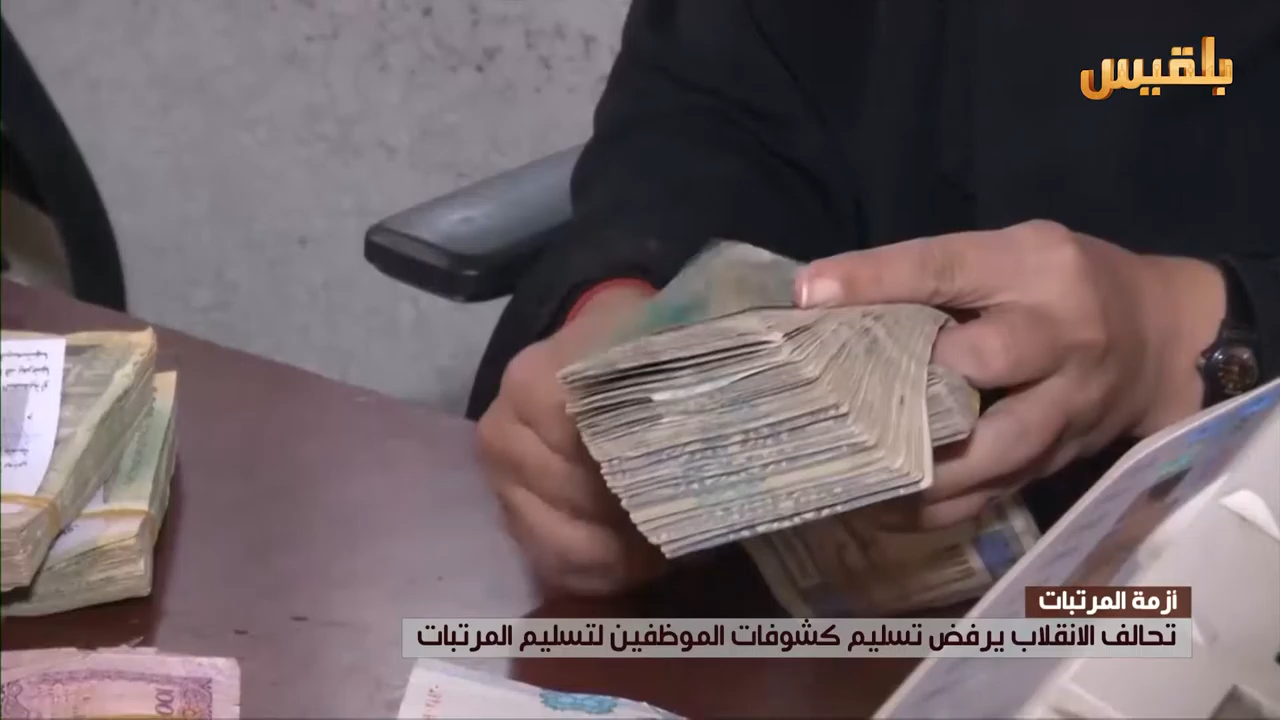 بلقيس
أزمة المرتبات
تحالف الانقلاب يرفض تسليم كشوفات الموظفين لتسليم المرتبات